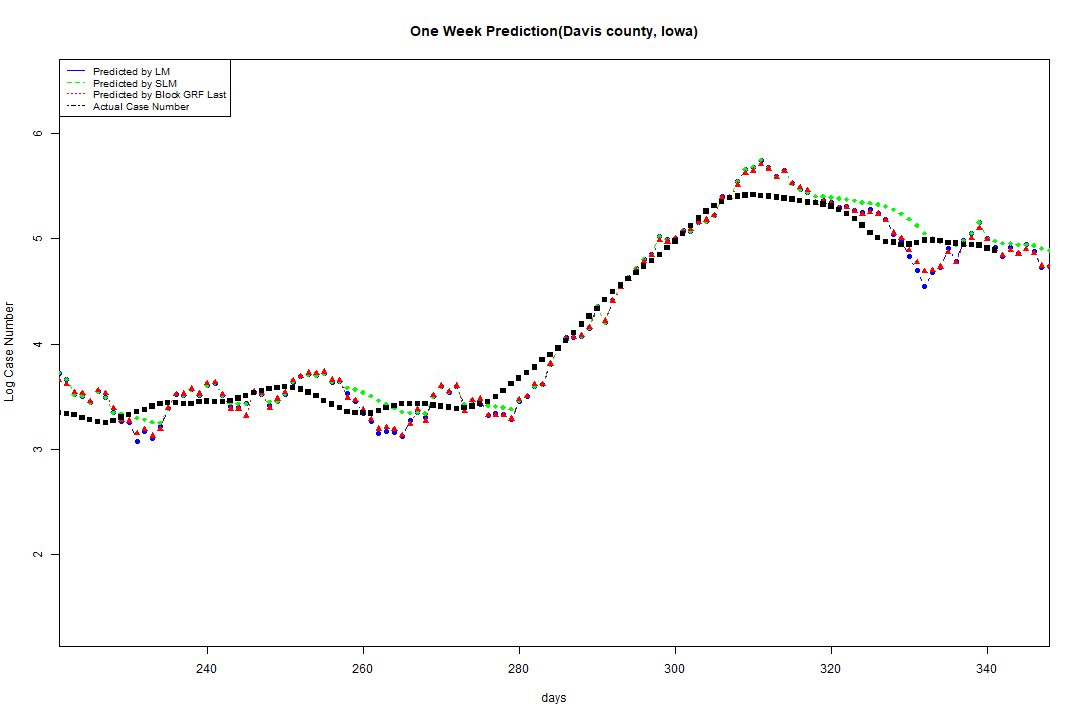 One Week Prediction(Davis county, Iowa)
Predicted by LM
Predicted by SLM
Predicted by Block GRF Last
Actual Case Number
6
5
4
3
2
Log Case Number
240 260 280 300 320 340
days